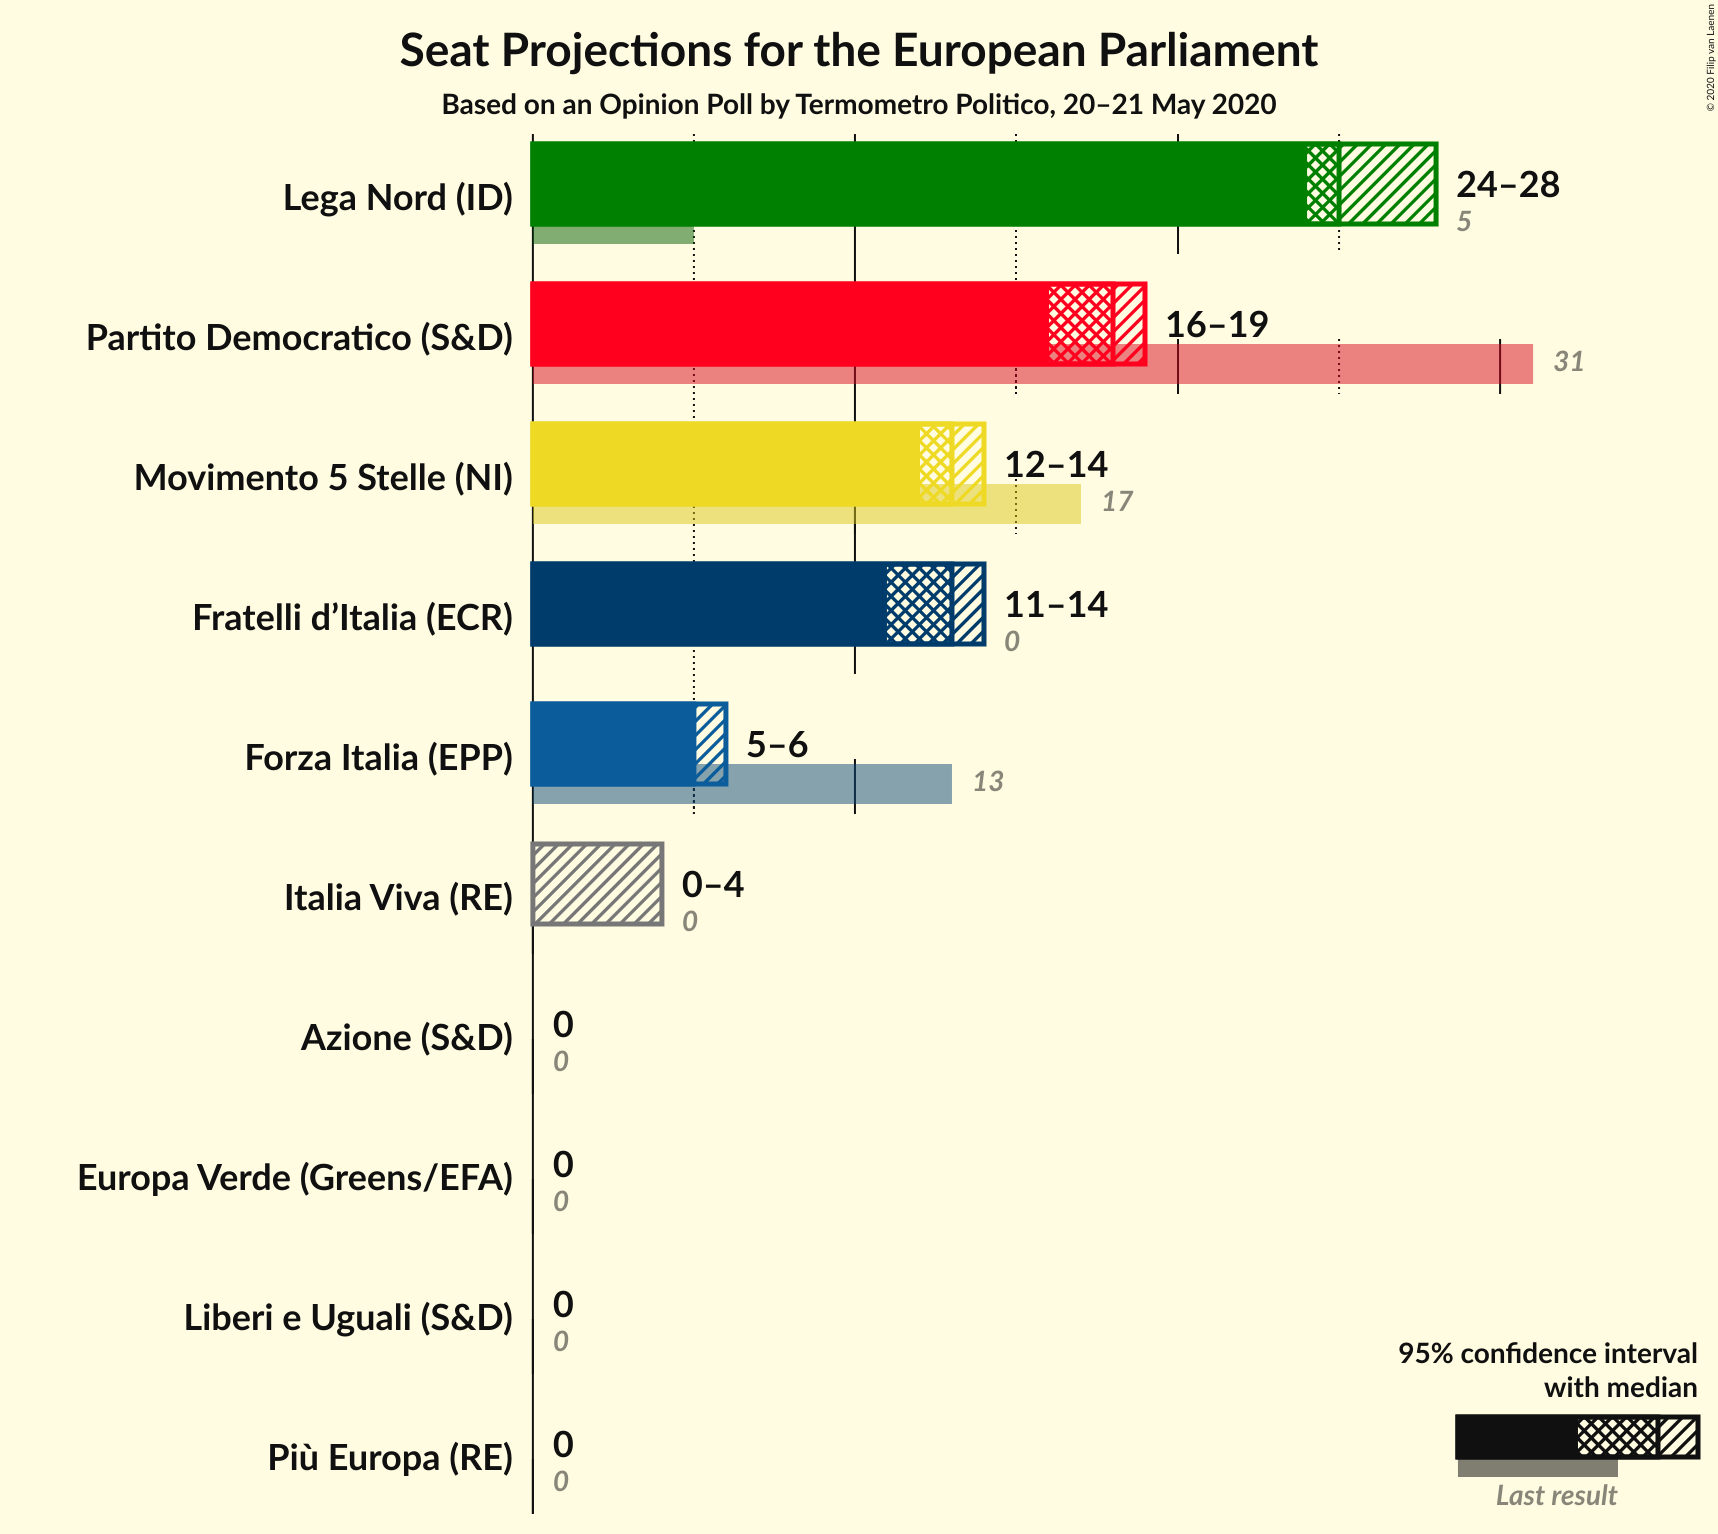 Seat Projections for the European Parliament
Based on an Opinion Poll by Termometro Politico, 20–21 May 2020
© 2020 Filip van Laenen
Lega Nord (ID)
24–28
5
Partito Democratico (S&D)
16–19
31
Movimento 5 Stelle (NI)
12–14
17
Fratelli d’Italia (ECR)
11–14
0
Forza Italia (EPP)
5–6
13
Italia Viva (RE)
0–4
0
Azione (S&D)
0
0
Europa Verde (Greens/EFA)
0
0
Liberi e Uguali (S&D)
0
0
Più Europa (RE)
0
0
95% confidence interval
with median
Last result